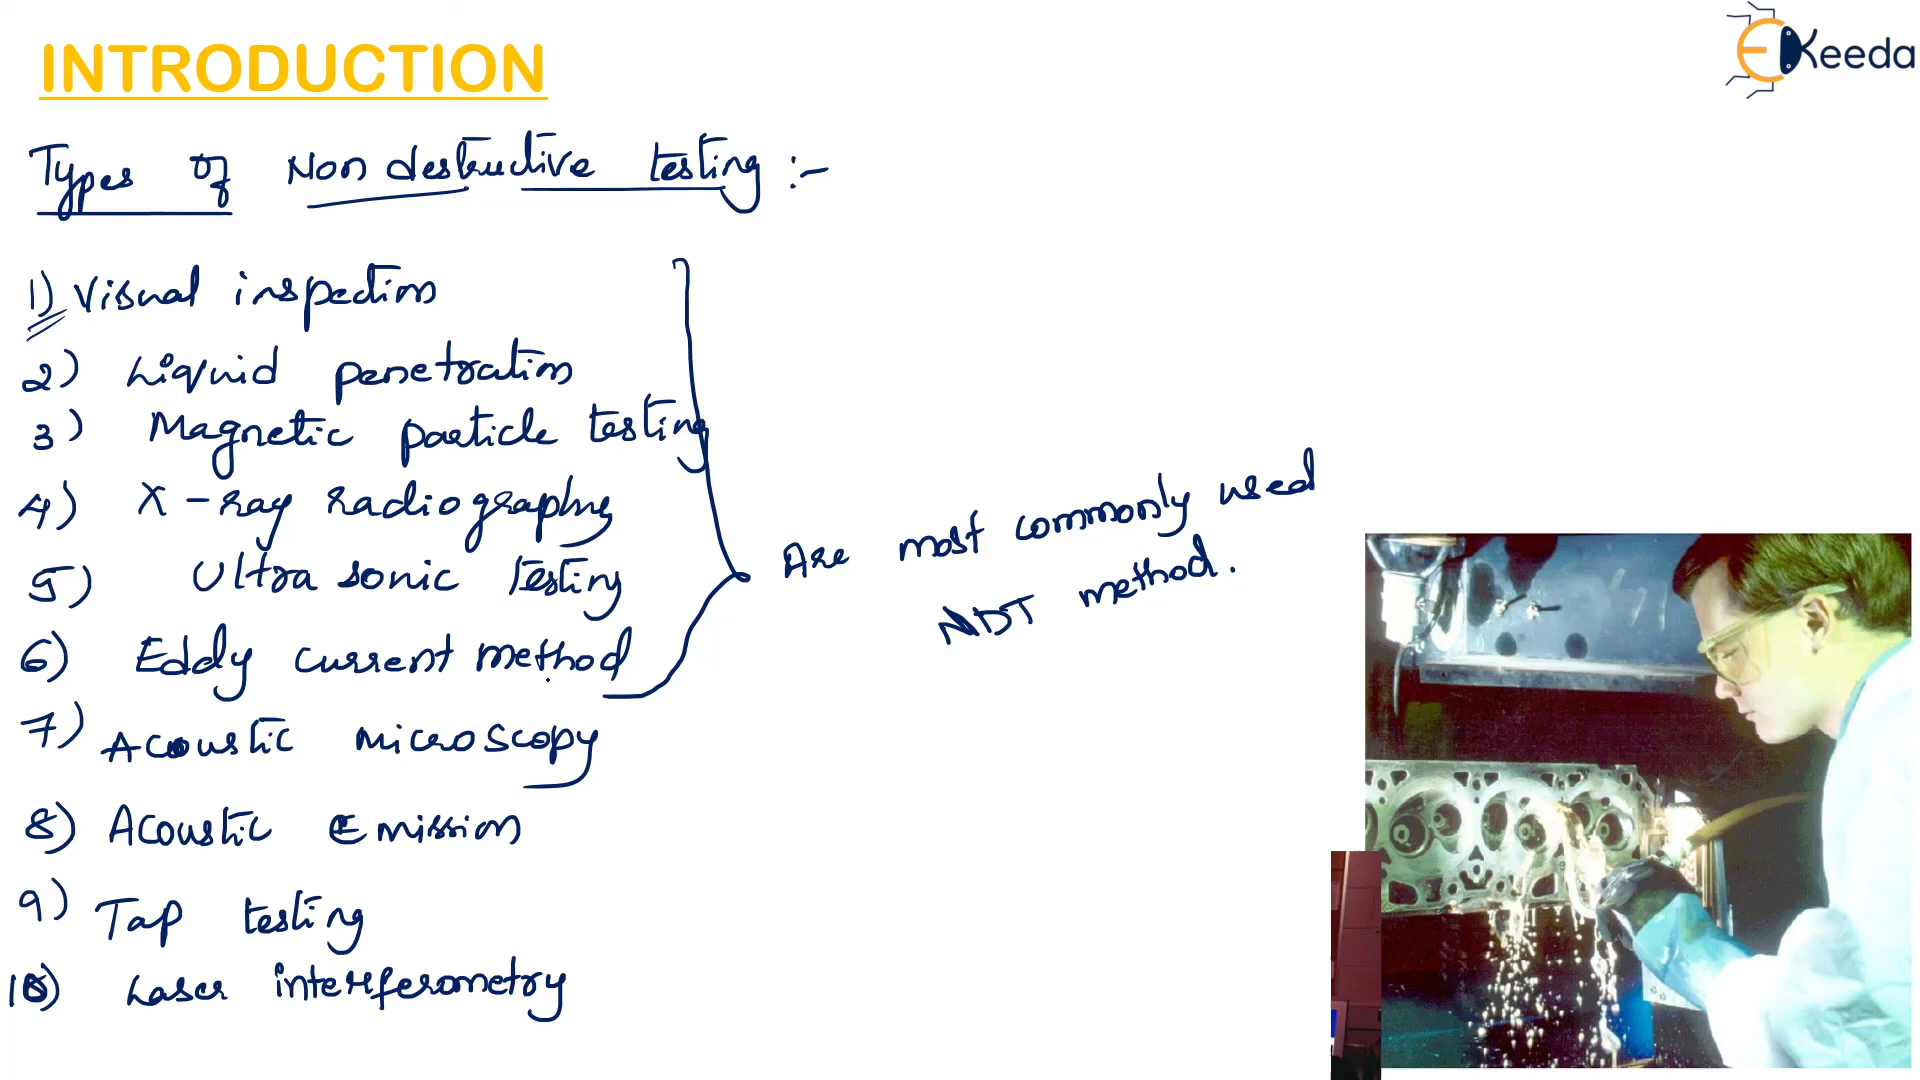 INTRODUCTION
EKeeda
Types of Non destructive testing :-
1) Visual inspection
2) Liquid penetration
3) Magnetic particle testing
4) X-ray radiography
5) Ultra sonic Testing
6) Eddy current method
Are most commonly used
NDT method.
7) Acoustic microscopy
8) Acoustic Emission
9) Tap testing
10) Laser interferometry